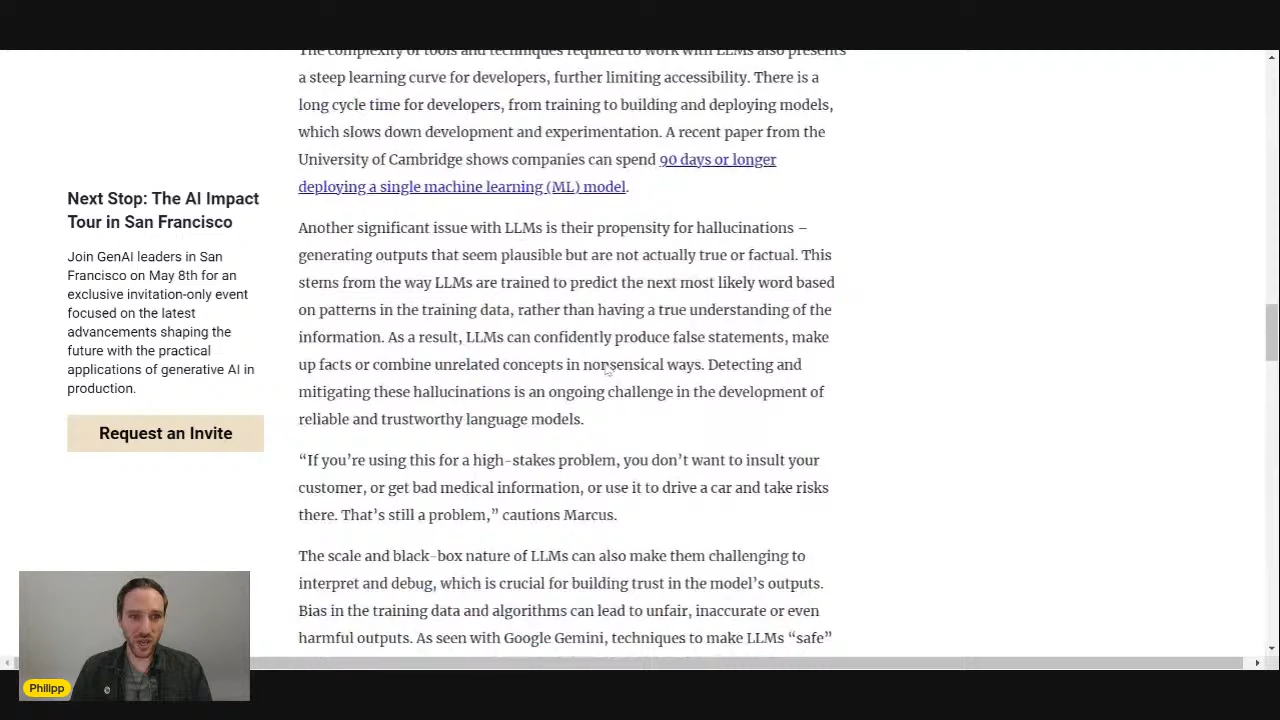 The complexity of tools and techniques required to work with LLMs also presents
a steep learning curve for developers, further limiting accessibility. There is a
long cycle time for developers, from training to building and deploying models,
which slows down development and experimentation. A recent paper from the
University of Cambridge shows companies can spend 90 days or longer
deploying a single machine learning (ML) model.
Next Stop: The AI Impact
Tour in San Francisco
Join GenAI leaders in San
Francisco on May 8th for an
exclusive invitation-only event
focused on the latest
advancements shaping the
future with the practical
applications of generative AI in
production.
Request an Invite
Another significant issue with LLMs is their propensity for hallucinations –
generating outputs that seem plausible but are not actually true or factual. This
stems from the way LLMs are trained to predict the next most likely word based
on patterns in the training data, rather than having a true understanding of the
information. As a result, LLMs can confidently produce false statements, make
up facts or combine unrelated concepts in nonsensical ways. Detecting and
mitigating these hallucinations is an ongoing challenge in the development of
reliable and trustworthy language models.
“If you’re using this for a high-stakes problem, you don’t want to insult your
customer, or get bad medical information, or use it to drive a car and take risks
there. That’s still a problem,” cautions Marcus.
The scale and black-box nature of LLMs can also make them challenging to
interpret and debug, which is crucial for building trust in the model’s outputs.
Bias in the training data and algorithms can lead to unfair, inaccurate or even
harmful outputs. As seen with Google Gemini, techniques to make LLMs “safe”
Philipp